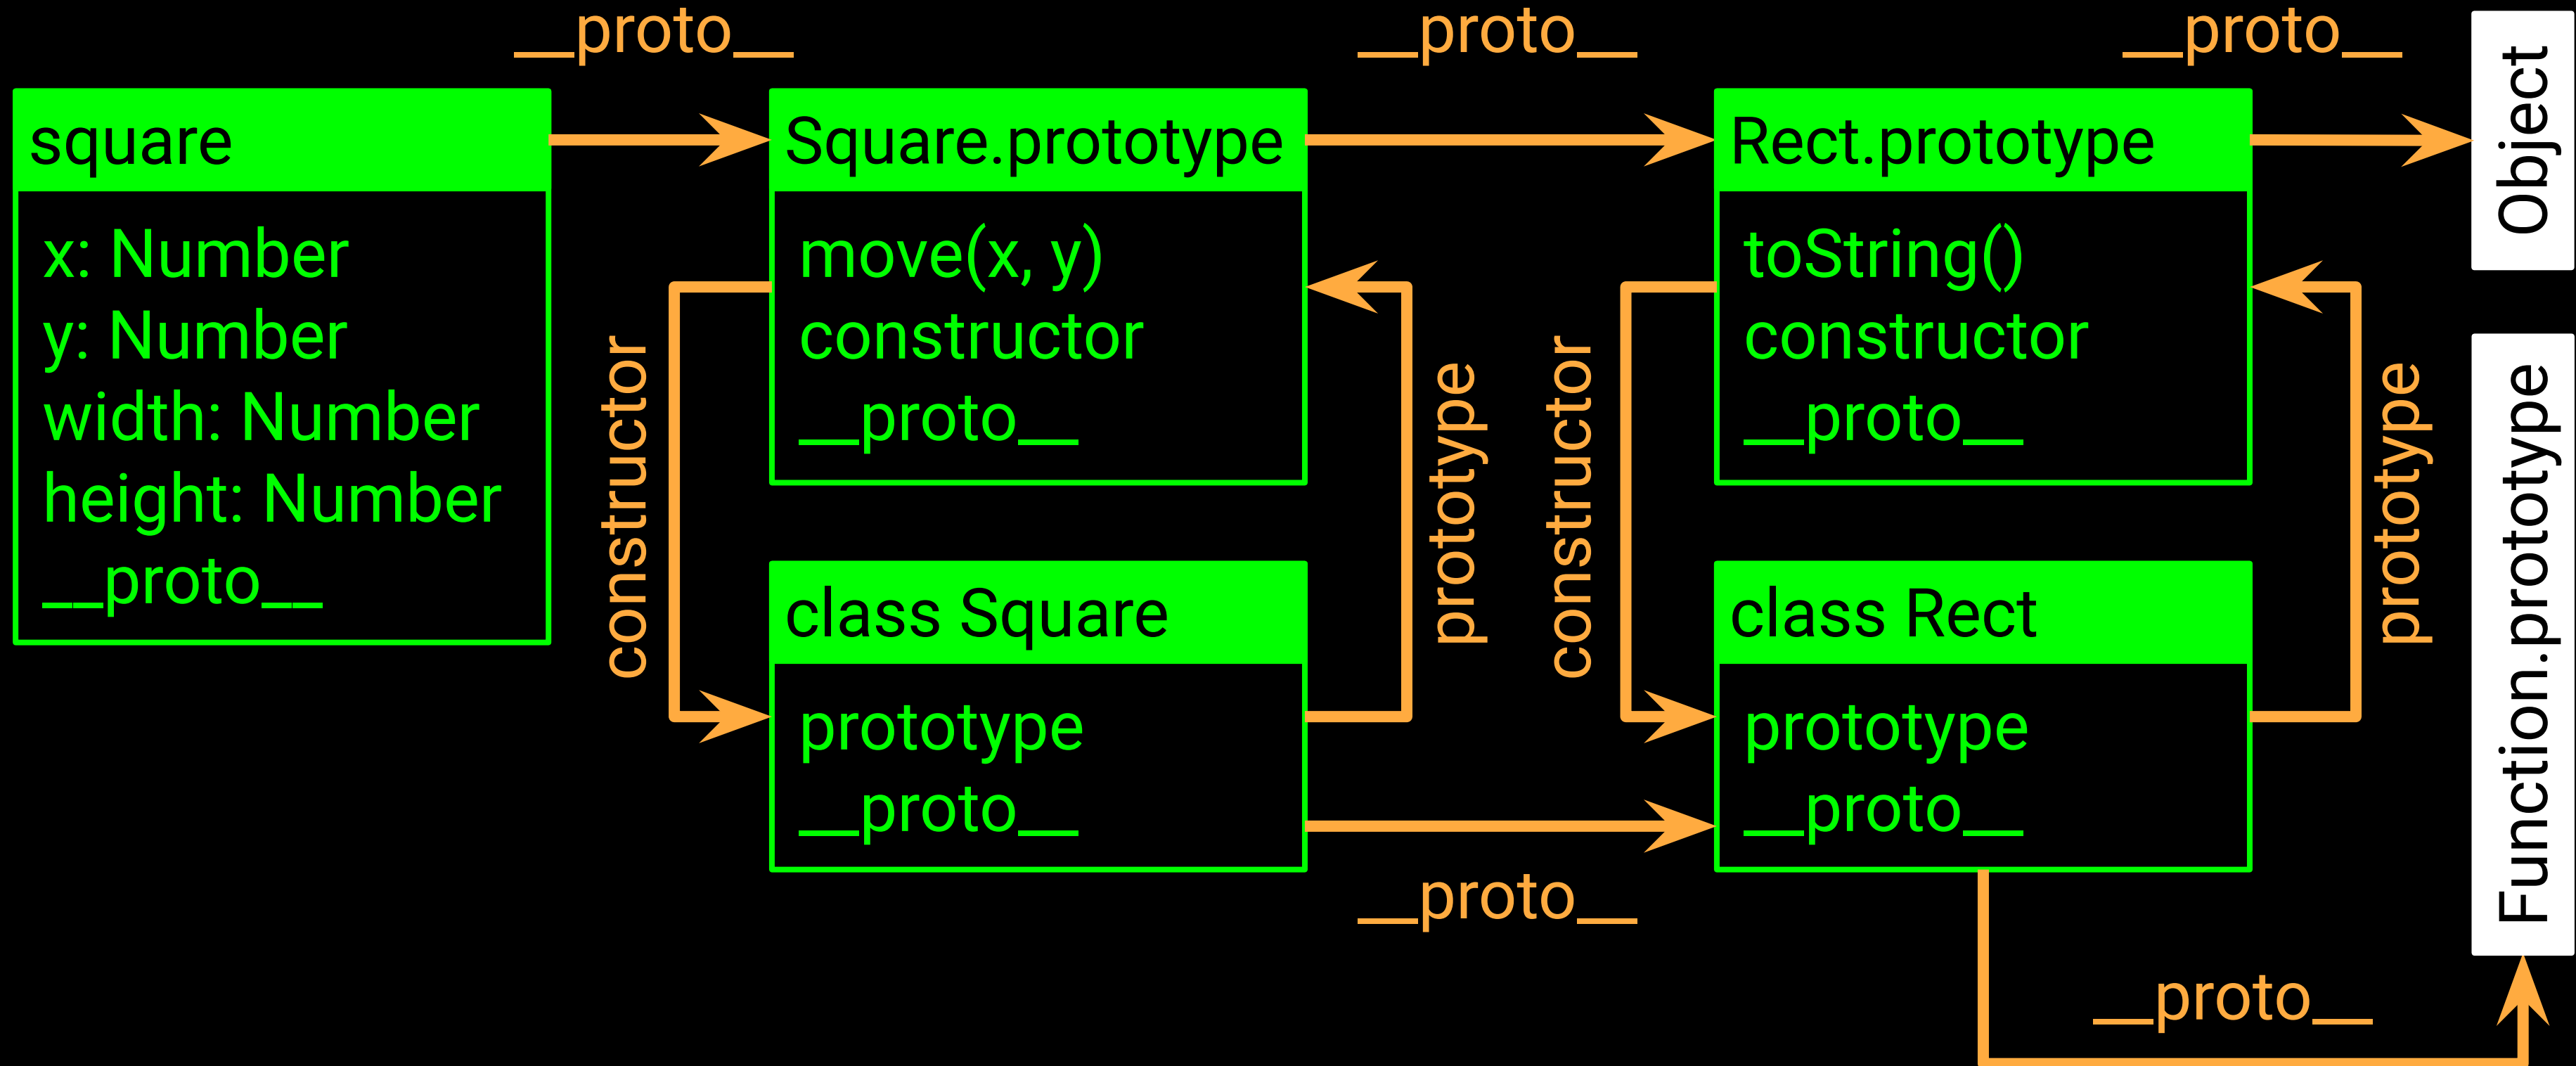 __proto__
__proto__
__proto__
square
x: Number
y: Number
width: Number
height: Number
__proto__
constructor
Square.prototype
move(x, y)
constructor
__proto__
class Square
prototype
__proto__
prototype
__proto__
constructor
Rect.prototype
toString()
constructor
__proto__
class Rect
prototype
__proto__
prototype
__proto__
Object
Function.prototype